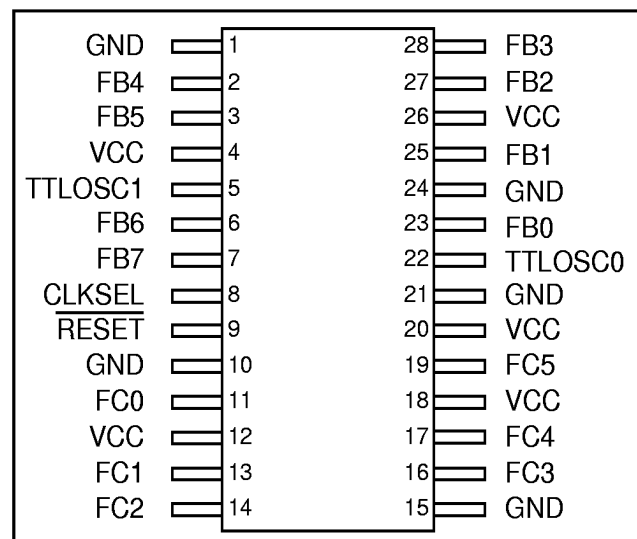 GND 1 28 FB3
FB4 2 27 FB2
FB5 3 26 VCC
VCC 4 25 FB1
TTLOSC1 5 24 GND
FB6 6 23 FB0
FB7 7 22 TTLOSC0
CLKSEL 8 21 GND
RESET 9 20 VCC
GND 10 19 FC5
FC0 11 18 VCC
VCC 12 17 FC4
FC1 13 16 FC3
FC2 14 15 GND